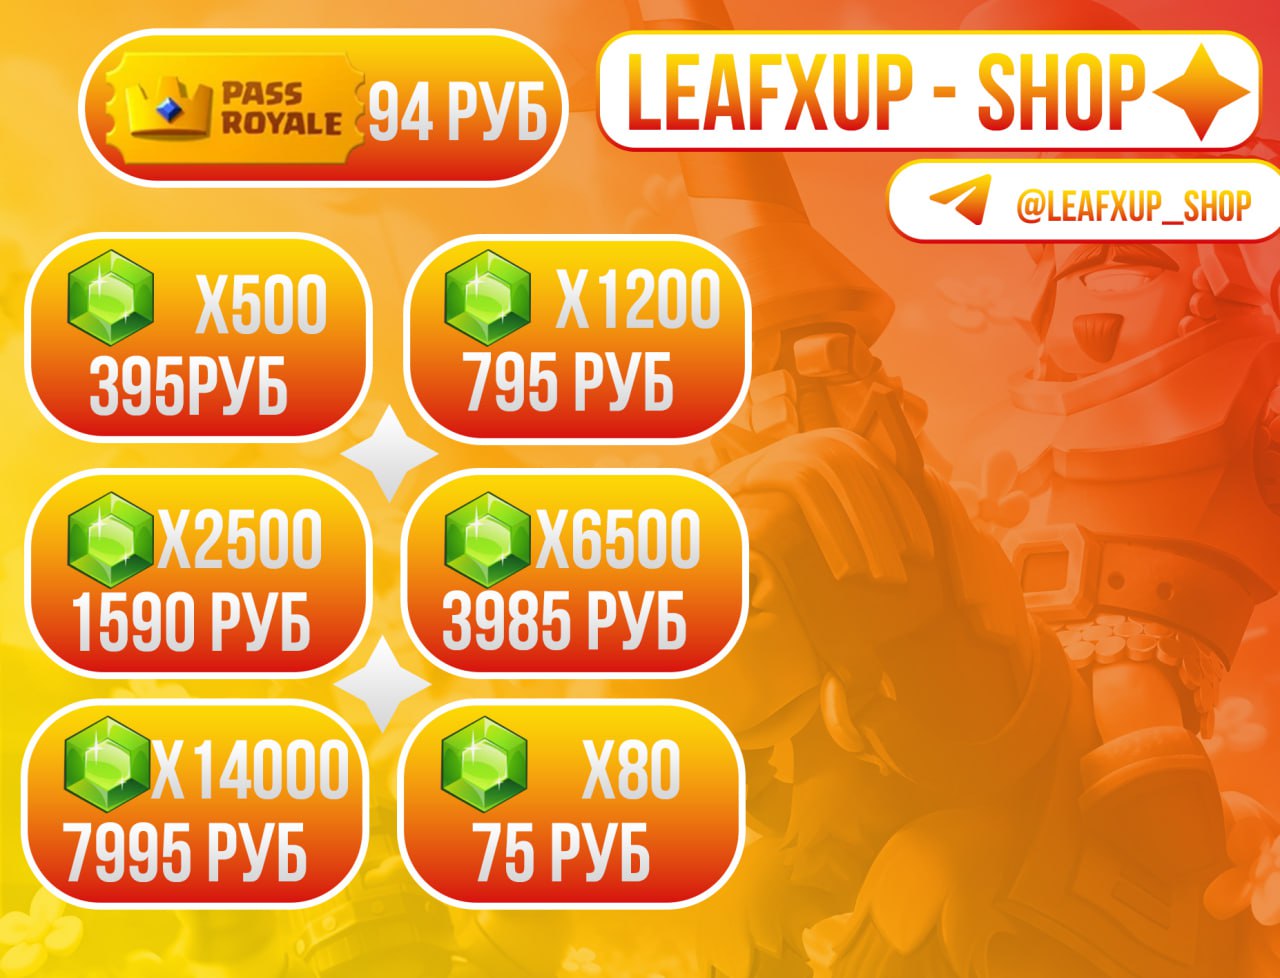 PASS
ROYALE
94 РУБ
LEAFXUP - SHOP
@LEAFXUP_SHOP
X500
395РУБ
X1200
795 РУБ
X2500
1590 РУБ
X6500
3985 РУБ
X14000
7995 РУБ
X80
75 РУБ